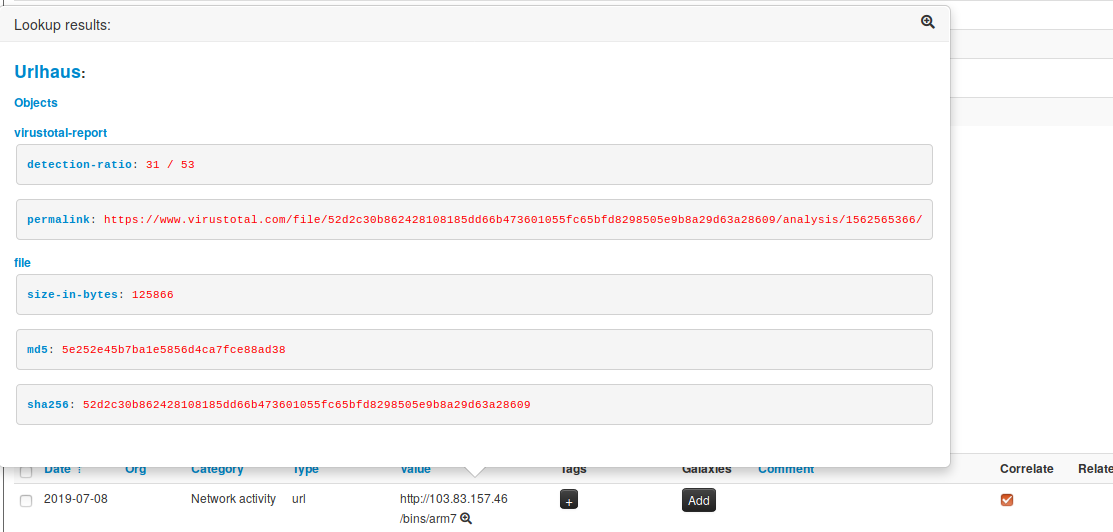 Lookup results:
Urlhaus:
Objects
virustotal-report
detection-ratio: 31 / 53
permalink: https://www.virustotal.com/file/52d2c30b862428108185dd66b473601055fc65bfd8298505e9b8a29d63a28609/analysis/1562565366/
file
size-in-bytes: 125866
md5: 5e252e45b7ba1e5856d4ca7fce88ad38
sha256: 52d2c30b862428108185dd66b473601055fc65bfd8298505e9b8a29d63a28609
Date Org Category Type Value Tags Galaxies Comment Correlate Relate
2019-07-08 Network activity url http://103.83.157.46 + Add
/bins/arm7